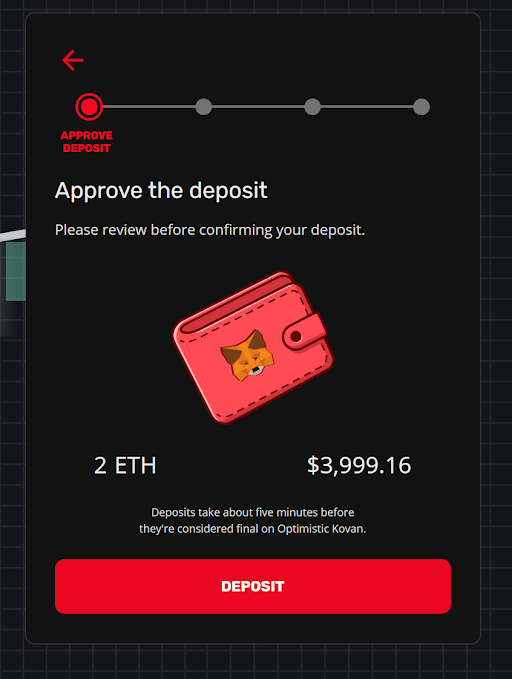 APPROVE
DEPOSIT
Approve the deposit
Please review before confirming your deposit.
2 ETH
$3,999.16
Deposits take about five minutes before
they're considered final on Optimistic Kovan.
DEPOSIT